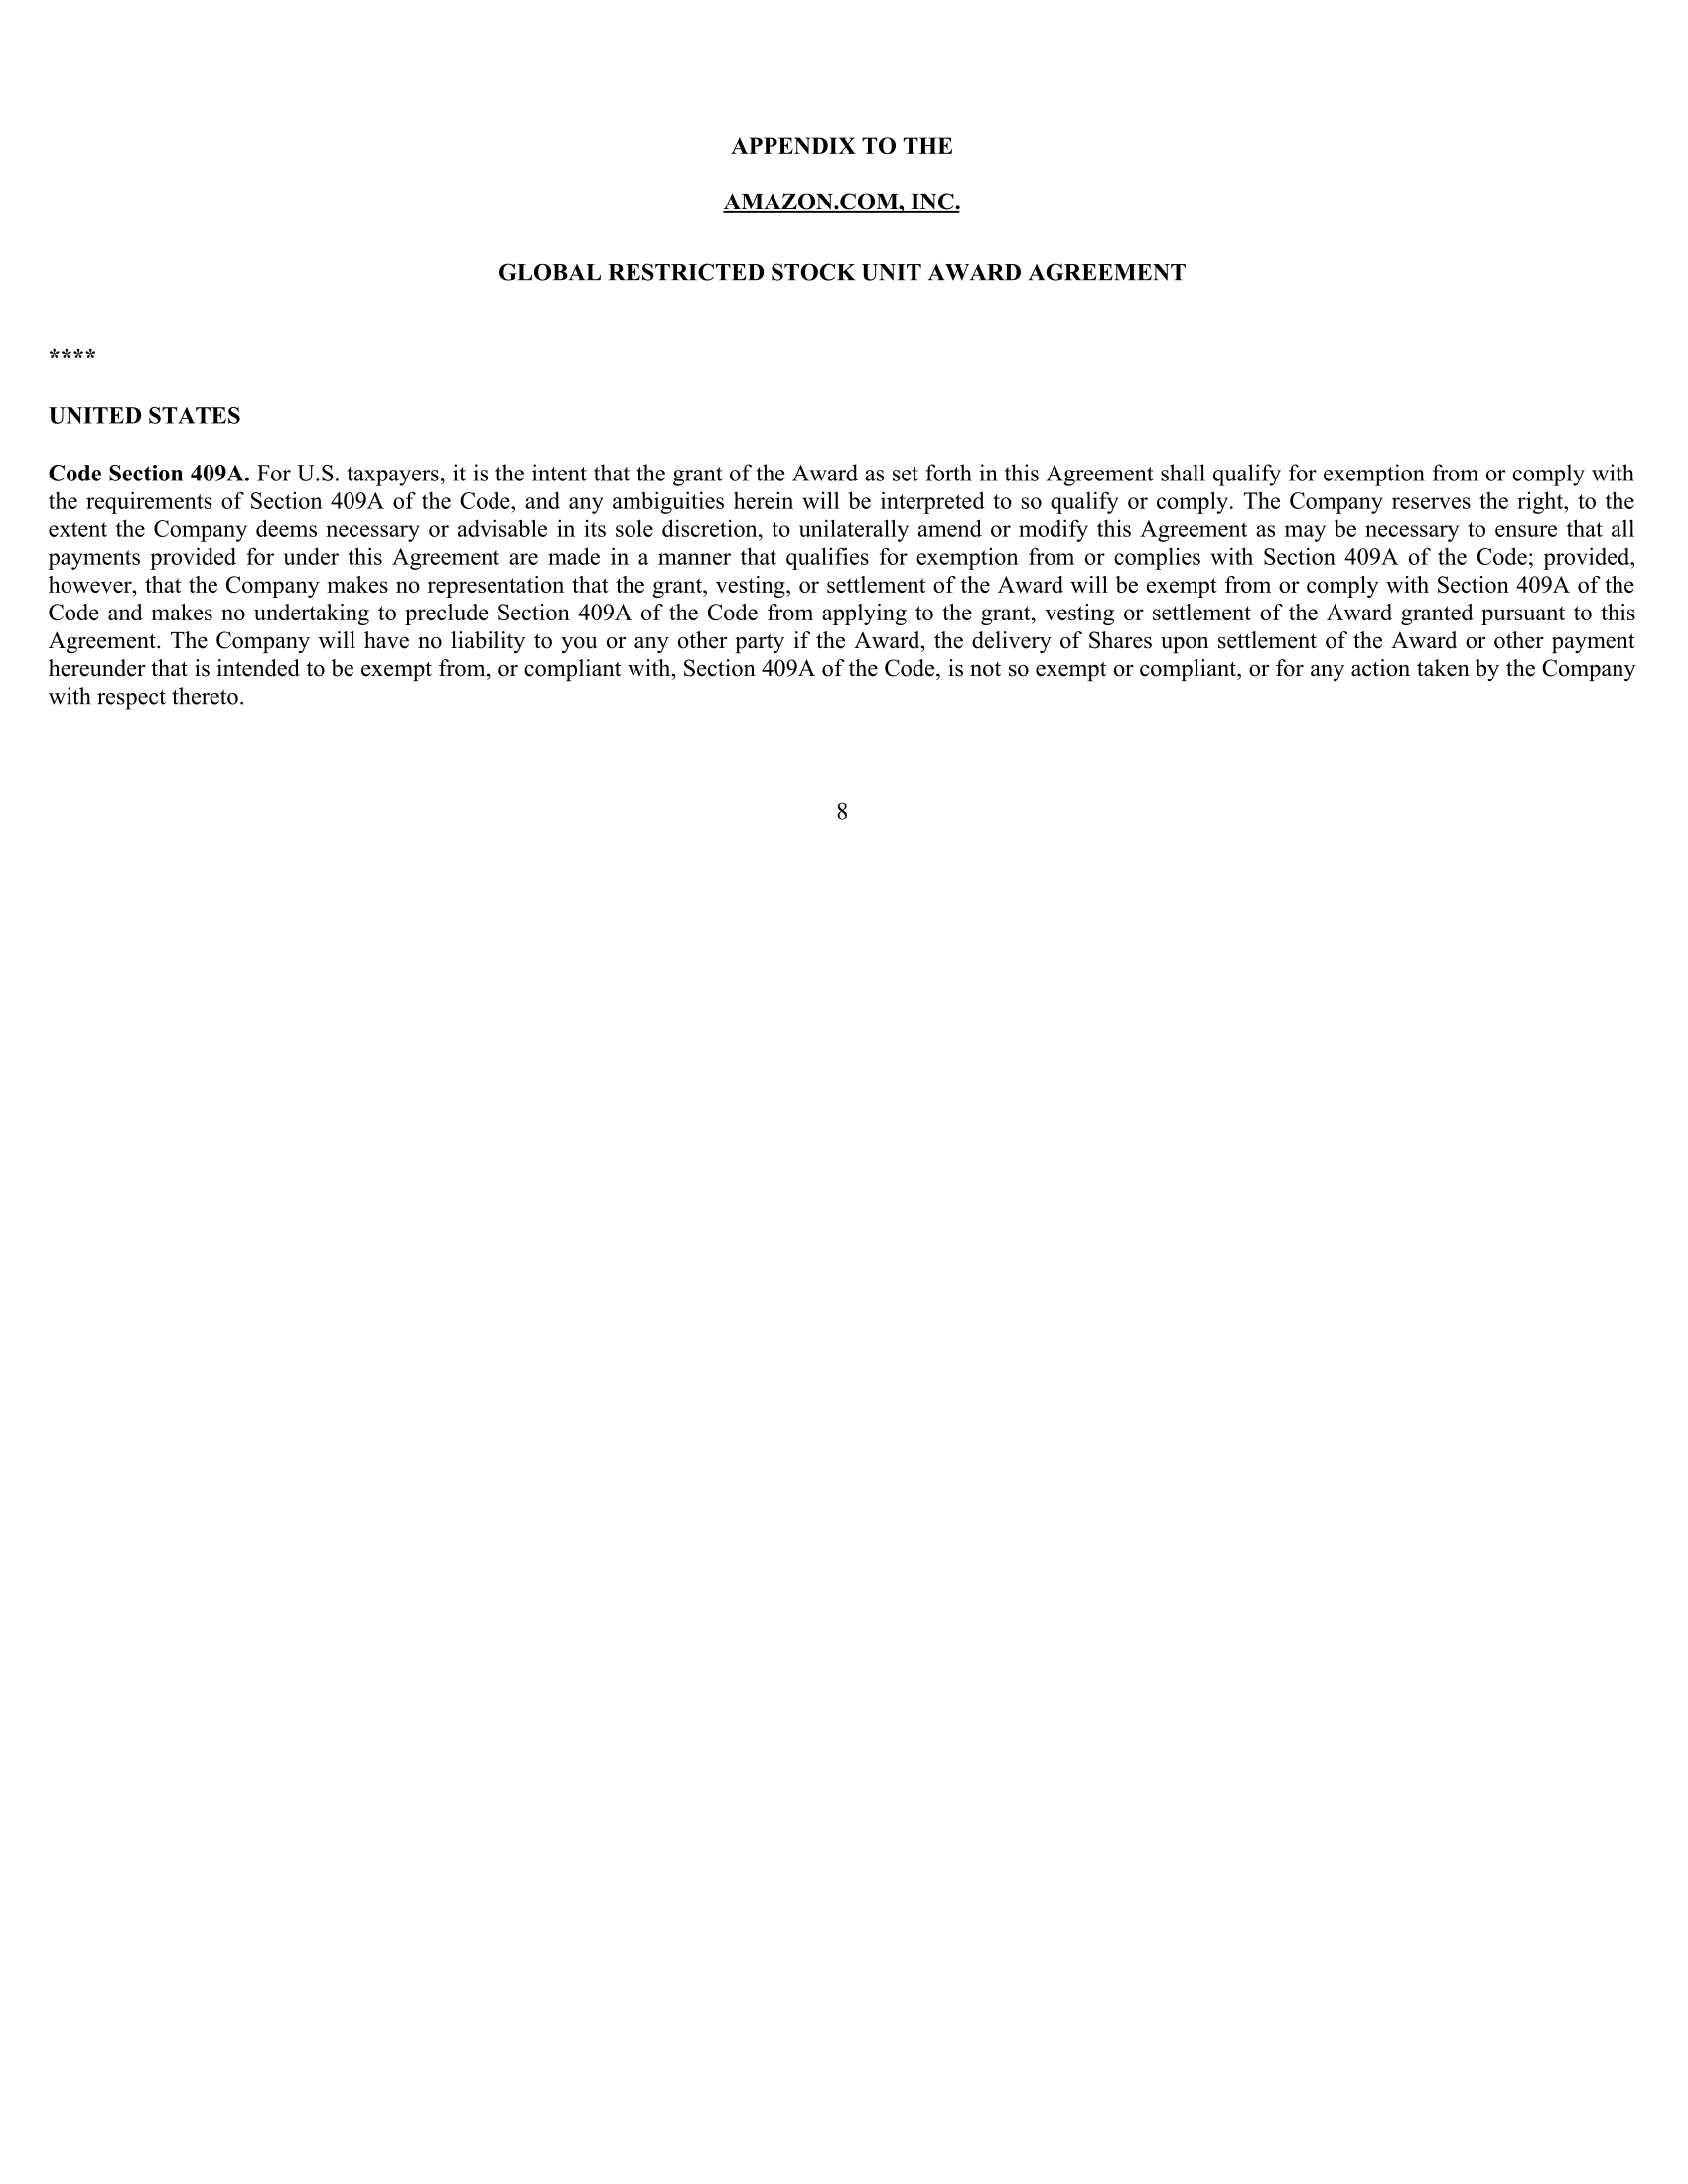 APPENDIX TO THE
AMAZON.COM, INC.
GLOBAL RESTRICTED STOCK UNIT AWARD AGREEMENT
****
UNITED STATES
Code Section 409A. For U.S. taxpayers, it is the intent that the grant of the Award as set forth in this Agreement shall qualify for exemption from or comply with
the requirements of Section 409A of the Code, and any ambiguities herein will be interpreted to so qualify or comply. The Company reserves the right, to the
extent the Company deems necessary or advisable in its sole discretion, to unilaterally amend or modify this Agreement as may be necessary to ensure that all
payments provided for under this Agreement are made in a manner that qualifies for exemption from or complies with Section 409A of the Code; provided,
however, that the Company makes no representation that the grant, vesting, or settlement of the Award will be exempt from or comply with Section 409A of the
Code and makes no undertaking to preclude Section 409A of the Code from applying to the grant, vesting or settlement of the Award granted pursuant to this
Agreement. The Company will have no liability to you or any other party if the Award, the delivery of Shares upon settlement of the Award or other payment
hereunder that is intended to be exempt from, or compliant with, Section 409A of the Code, is not so exempt or compliant, or for any action taken by the Company
with respect thereto.
8